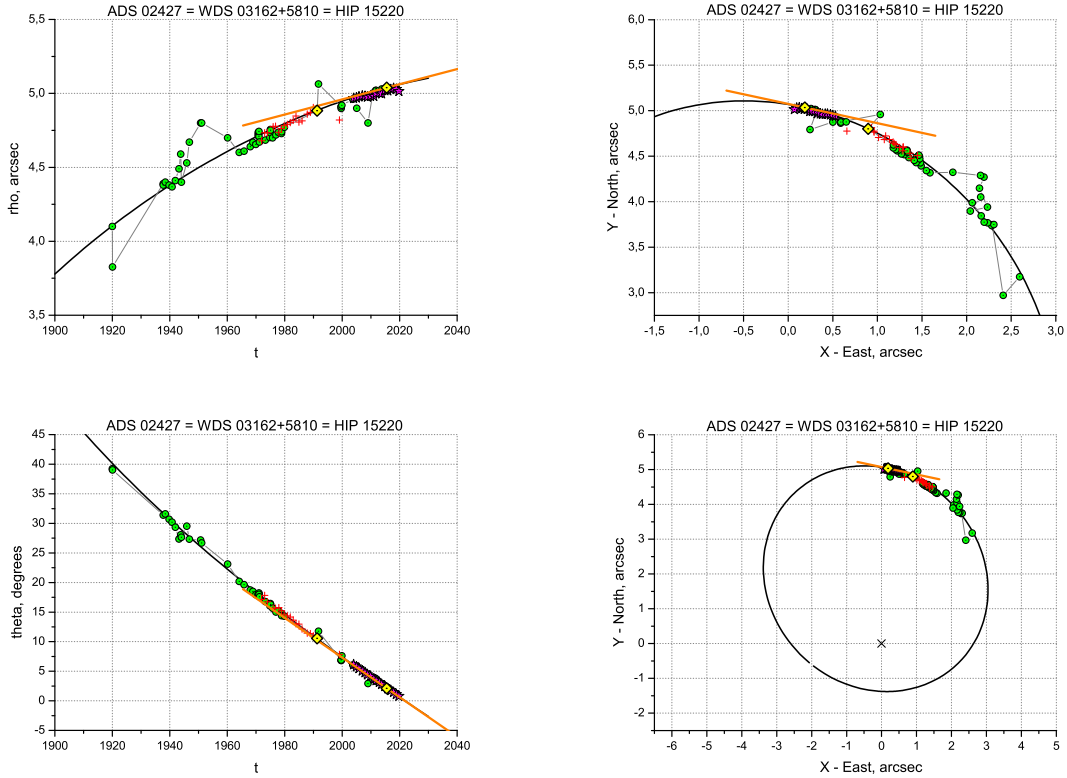 ADS 02427 = WDS 03162+5810 = HIP 15220
rho, arcsec
5,5
5,0
4,5
4,0
3,5
1900 1920 1940 1960 1980 2000 2020 2040
t
ADS 02427 = WDS 03162+5810 = HIP 15220
Y - North, arcsec
6,0
5,5
5,0
4,5
4,0
3,5
3,0
-1,5 -1,0 -0,5 0,0 0,5 1,0 1,5 2,0 2,5 3,0
X - East, arcsec
ADS 02427 = WDS 03162+5810 = HIP 15220
theta, degrees
45
40
35
30
25
20
15
10
5
0
-5
1900 1920 1940 1960 1980 2000 2020 2040
t
ADS 02427 = WDS 03162+5810 = HIP 15220
Y - North, arcsec
6
5
4
3
2
1
0
-1
-2
-6 -5 -4 -3 -2 -1 0 1 2 3 4 5
X - East, arcsec